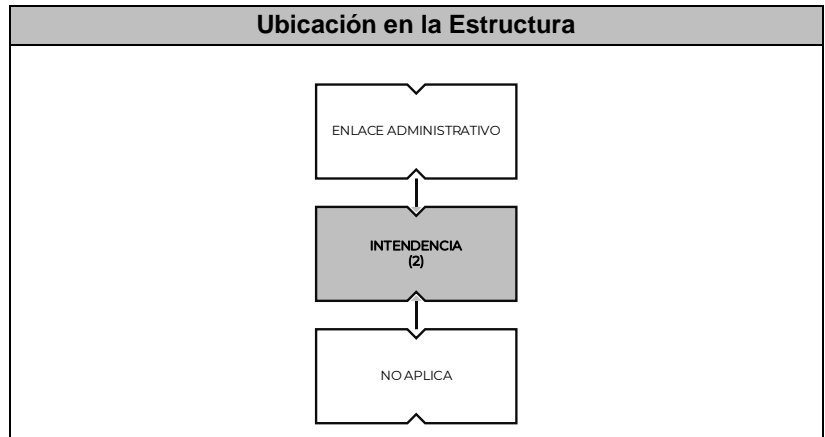 Ubicación en la Estructura
ENLACE ADMINISTRATIVO
INTENDENCIA
(2)
NO APLICA